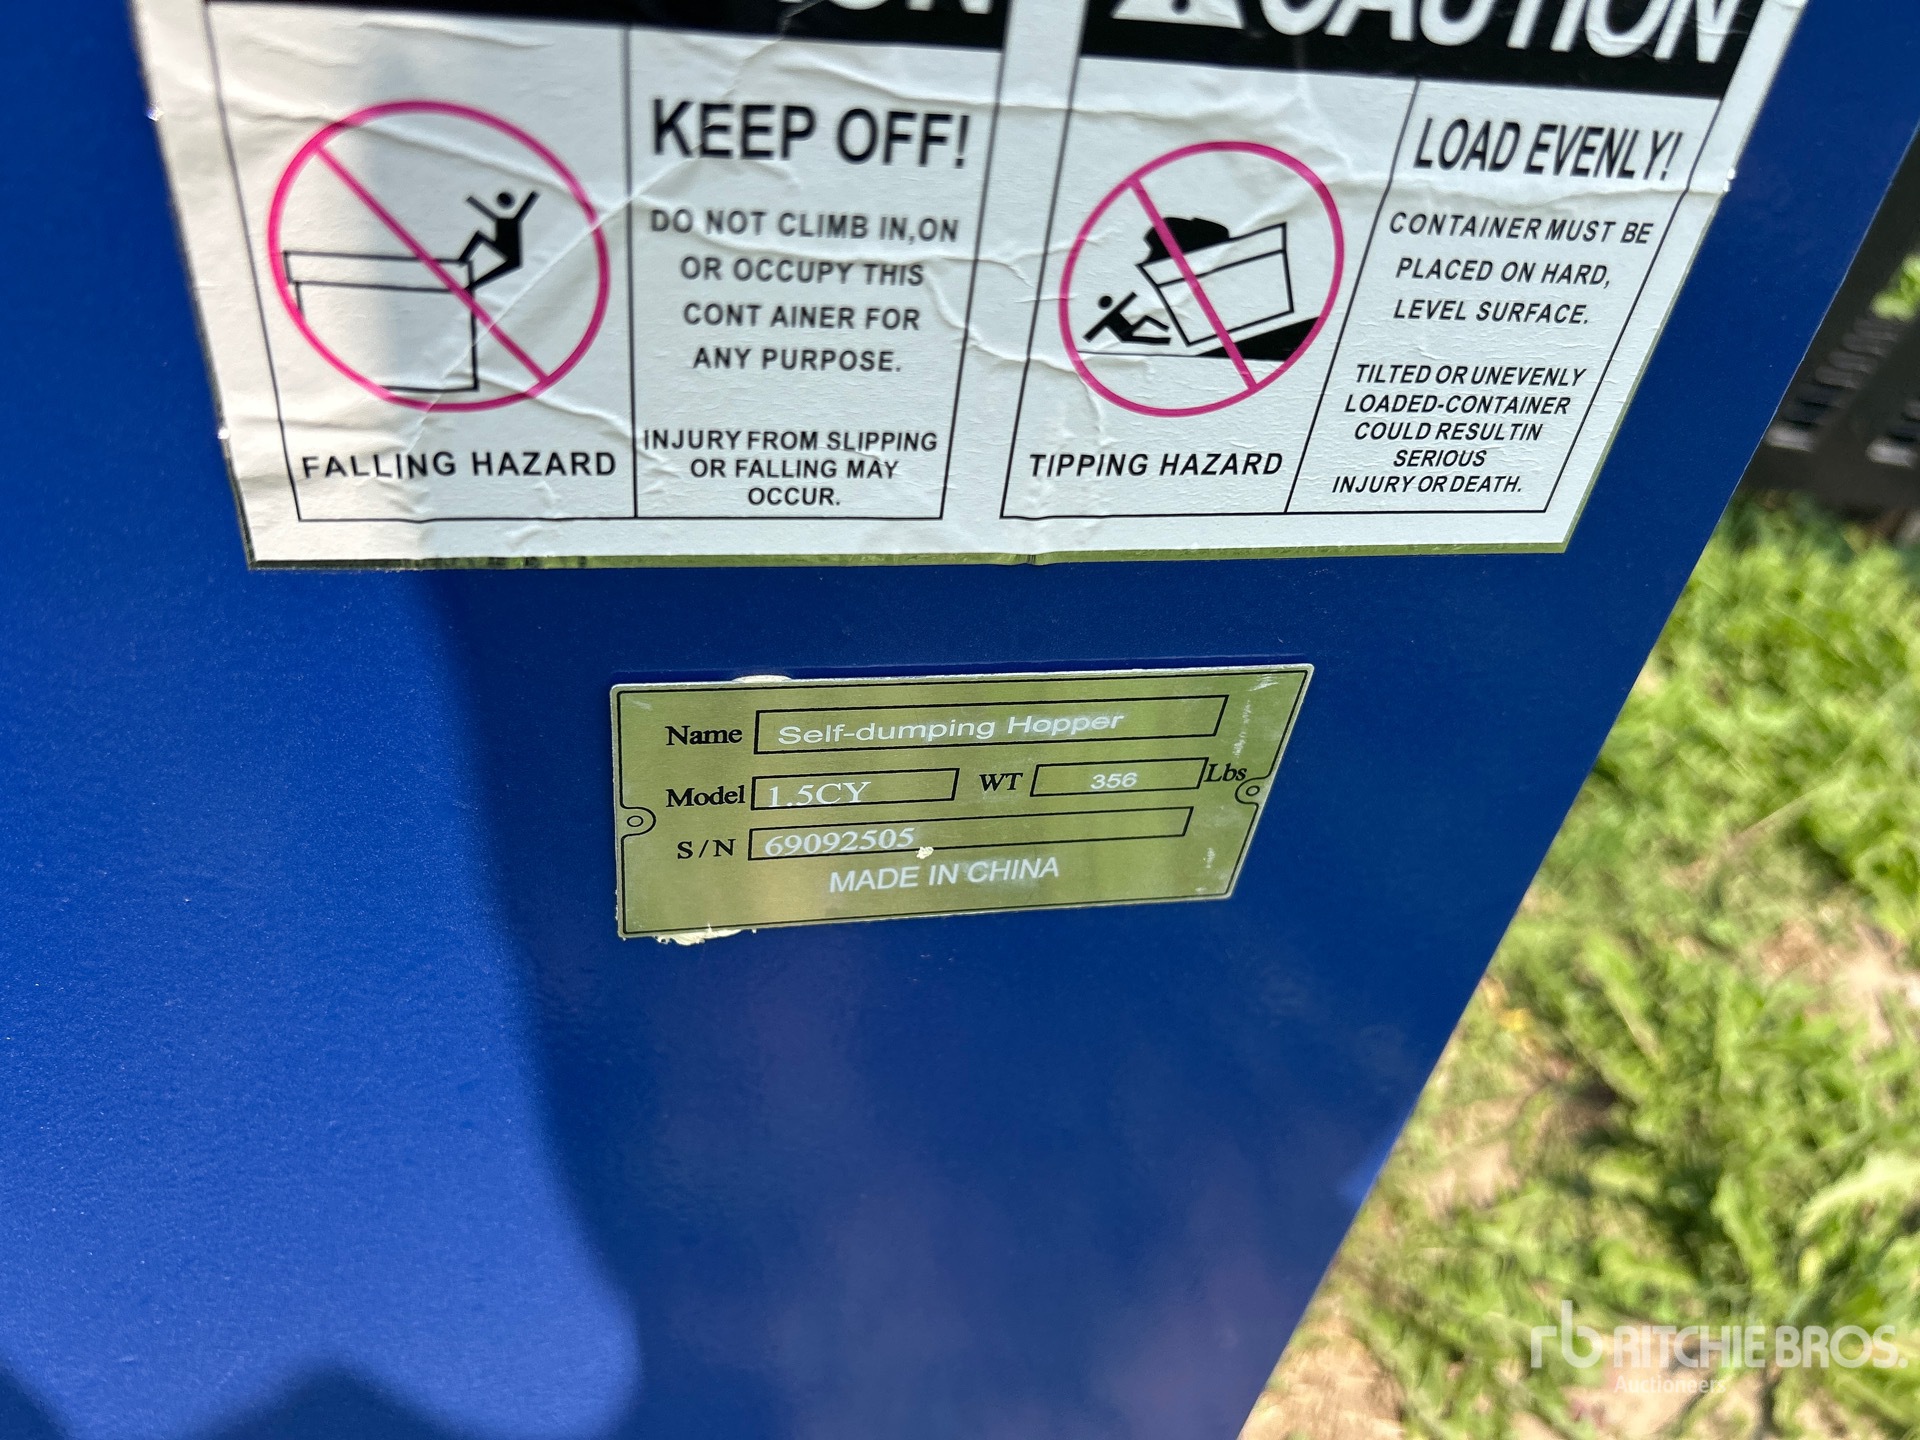 CAUTION
KEEP OFF!
DO NOT CLIMB IN,ON
OR OCCUPY THIS
CONT AINER FOR
ANY PURPOSE.
INJURY FROM SLIPPING
OR FALLING MAY
OCCUR.
FALLING HAZARD
LOAD EVENLY!
CONTAINER MUST BE
PLACED ON HARD,
LEVEL SURFACE.
TILTED OR UNEVENLY
LOADED-CONTAINER
COULD RESULTIN
SERIOUS
INJURY OR DEATH.
TIPPING HAZARD
Name Self-dumping Hopper
Model 1.5CY WT 356 Lbs
S/N 69092505
MADE IN CHINA
rb RITCHIE BROS.
Auctioneers